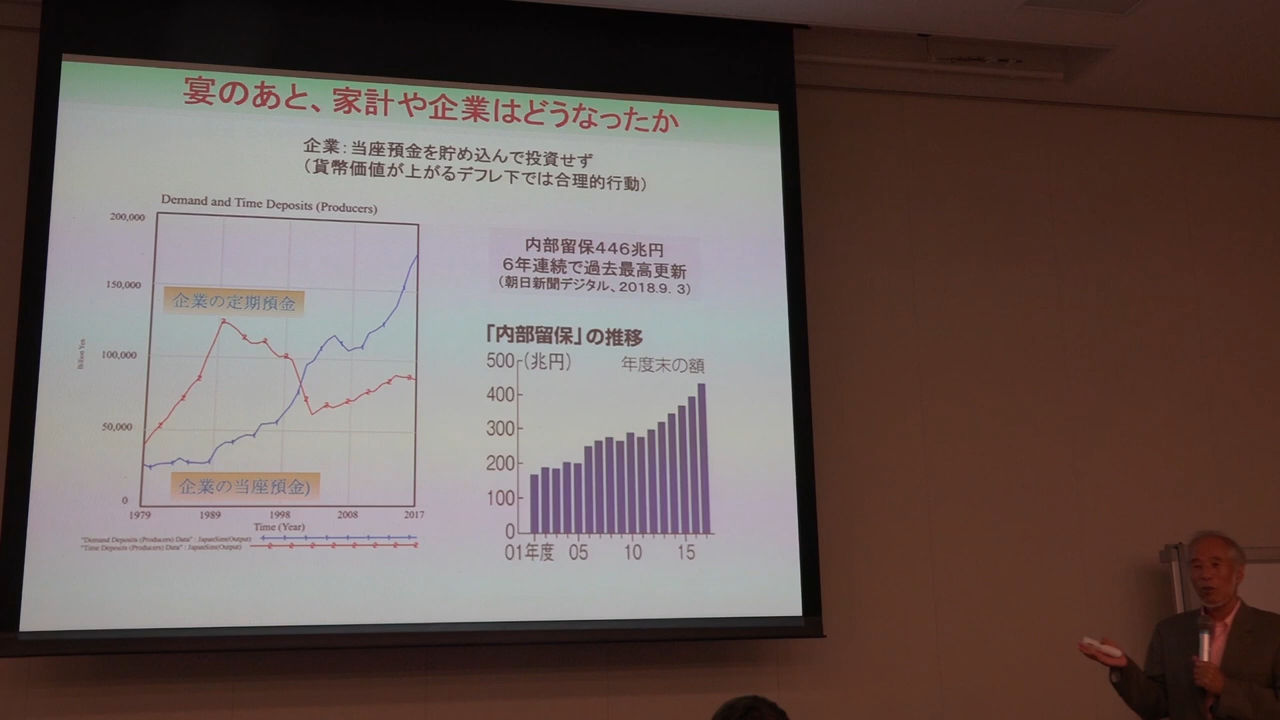 宴のあと、家計や企業はどうなったか
企業：当座預金を貯め込んで投資せず
（貨幣価値が上がるデフレ下では合理的行動）
Demand and Time Deposits (Producers)
200,000
150,000
100,000
50,000
0
Billion Yen
企業の定期預金
企業の当座預金)
1979
1989
1998
2008
2017
Time (Year)
"Demand Deposits (Producers) Data" : JapanSim(Output)
"Time Deposits (Producers) Data" : JapanSim(Output)
内部留保４４６兆円
６年連続で過去最高更新
（朝日新聞デジタル、2018.9. 3）
「内部留保」の推移
500 (兆円)
年度末の額
400
300
200
100
0
01年度 05 10 15